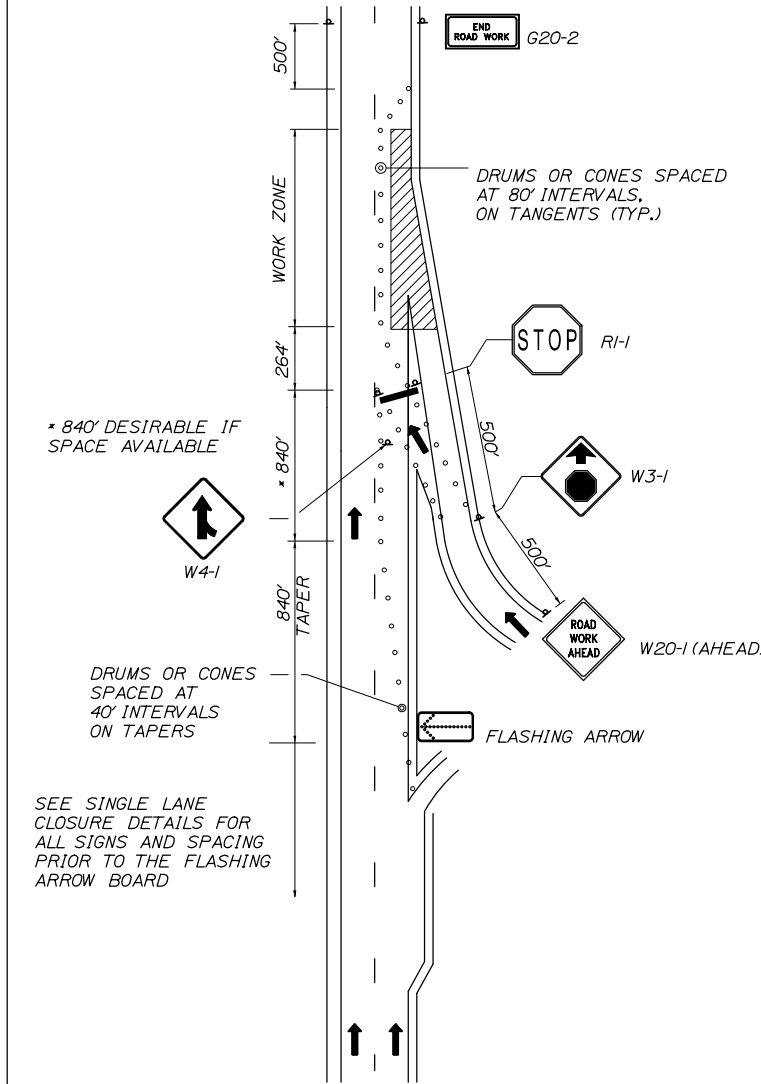 END
ROAD WORK
G20-2
500'
DRUMS OR CONES SPACED
AT 80' INTERVALS,
ON TANGENTS (TYP.)
WORK ZONE
STOP
R1-1
264'
* 840' DESIRABLE IF
SPACE AVAILABLE
* 840'
500'
W3-1
W4-1
500'
840'
TAPER
ROAD
WORK
AHEAD
W20-1 (AHEAD)
DRUMS OR CONES
SPACED AT
40' INTERVALS
ON TAPERS
FLASHING ARROW
SEE SINGLE LANE
CLOSURE DETAILS FOR
ALL SIGNS AND SPACING
PRIOR TO THE FLASHING
ARROW BOARD